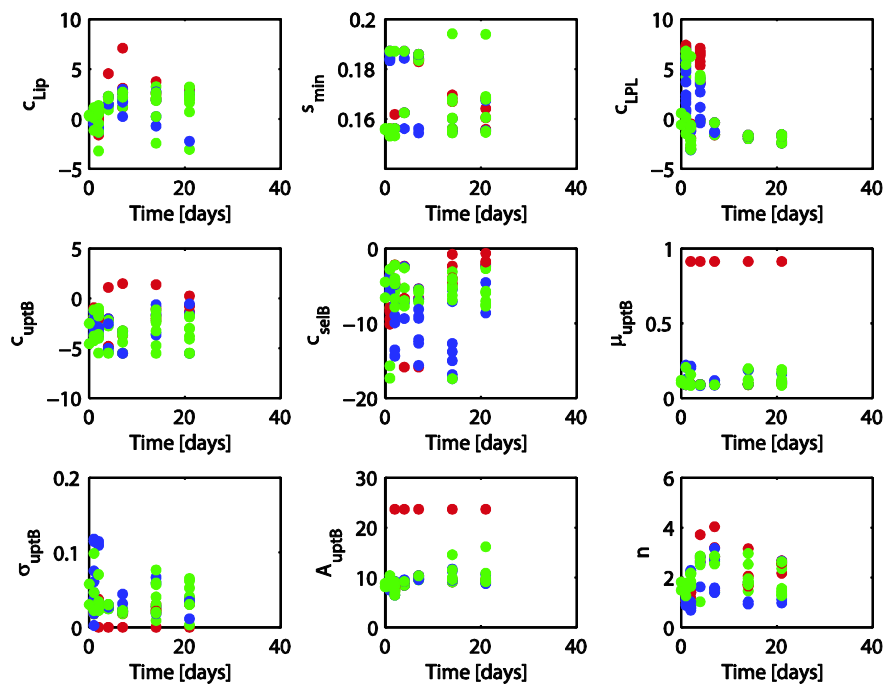 10
5
0
−5
c_Lip
0 20 40
Time [days]
0.2
0.18
0.16
s_min
0 20 40
Time [days]
10
5
0
−5
c_LPL
0 20 40
Time [days]
5
0
−5
−10
c_uptB
0 20 40
Time [days]
0
−10
−20
c_selB
0 20 40
Time [days]
1
0.5
0
μ_uptB
0 20 40
Time [days]
0.2
0.1
0
σ_uptB
0 20 40
Time [days]
30
20
10
0
A_uptB
0 20 40
Time [days]
6
4
2
0
n
0 20 40
Time [days]